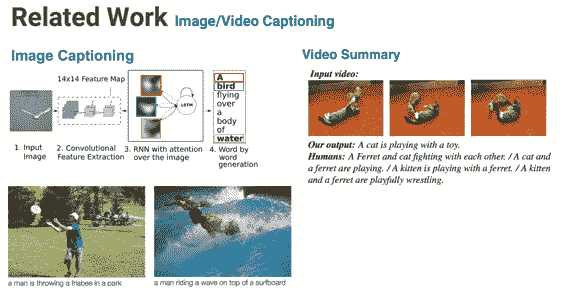 Related Work Image/Video Captioning
Image Captioning
14x14 Feature Map
LSTM
A
bird
flying
over
a
body
of
water
1. Input
Image
2. Convolutional
Feature Extraction
3. RNN with attention
over the image
4. Word by
word
generation
a man is throwing a frisbee in a park
a man riding a wave on top of a surfboard
Video Summary
Input video:
Our output: A cat is playing with a toy.
Humans: A Ferret and cat fighting with each other. / A cat and
a ferret are playing. / A kitten is playing with a ferret. / A kitten
and a ferret are playfully wrestling.